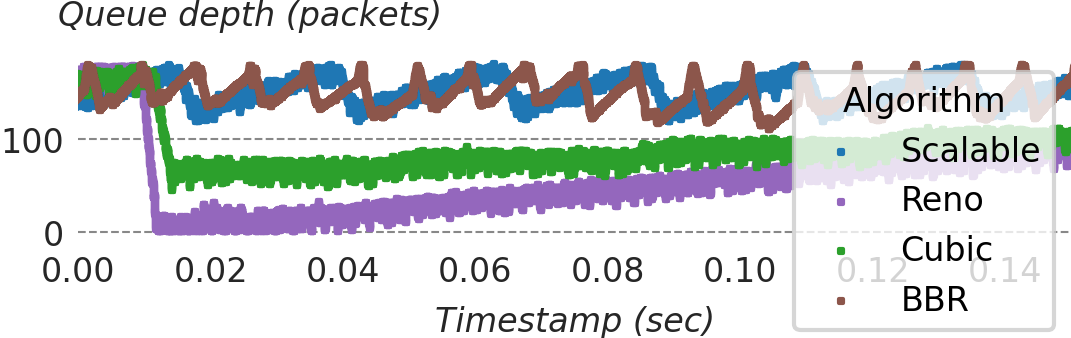 Queue depth (packets)
100
0
0.00 0.02 0.04 0.06 0.08 0.10 0.12 0.14
Timestamp (sec)
Algorithm
Scalable
Reno
Cubic
BBR